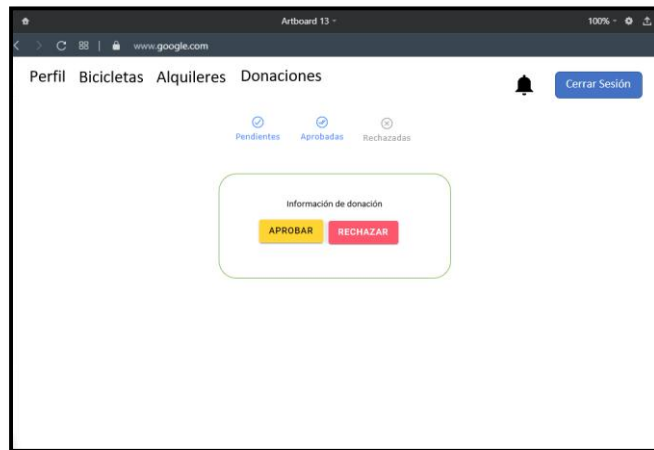 Artboard 13
100%
www.google.com
Perfil Bicicletas Alquileres Donaciones
Cerrar Sesión
Pendientes Aprobadas Rechazadas
Información de donación
APROBAR RECHAZAR